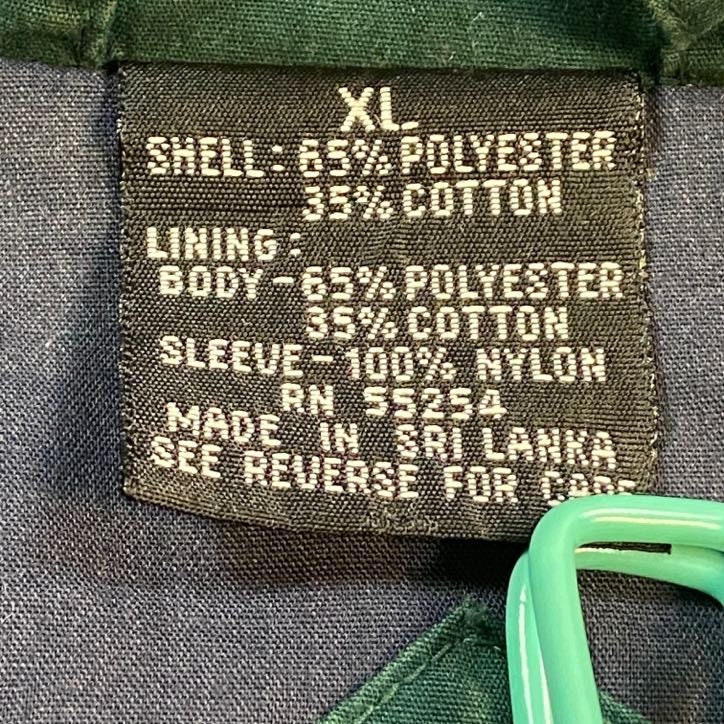 XL
SHELL: 65% POLYESTER
35% COTTON
LINING:
BODY-65% POLYESTER
35% COTTON
SLEEVE-100% NYLON
RN 55254
MADE IN SRI LANKA
SEE REVERSE FOR CARE